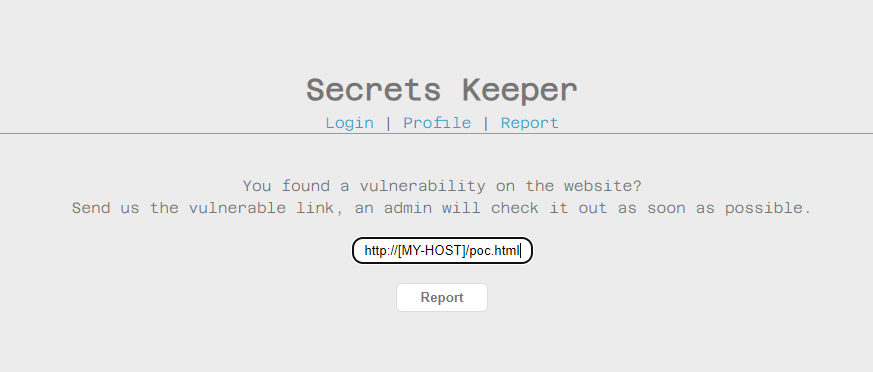 Secrets Keeper
Login | Profile | Report
You found a vulnerability on the website?
Send us the vulnerable link, an admin will check it out as soon as possible.
http://[MY-HOST]/poc.html
Report